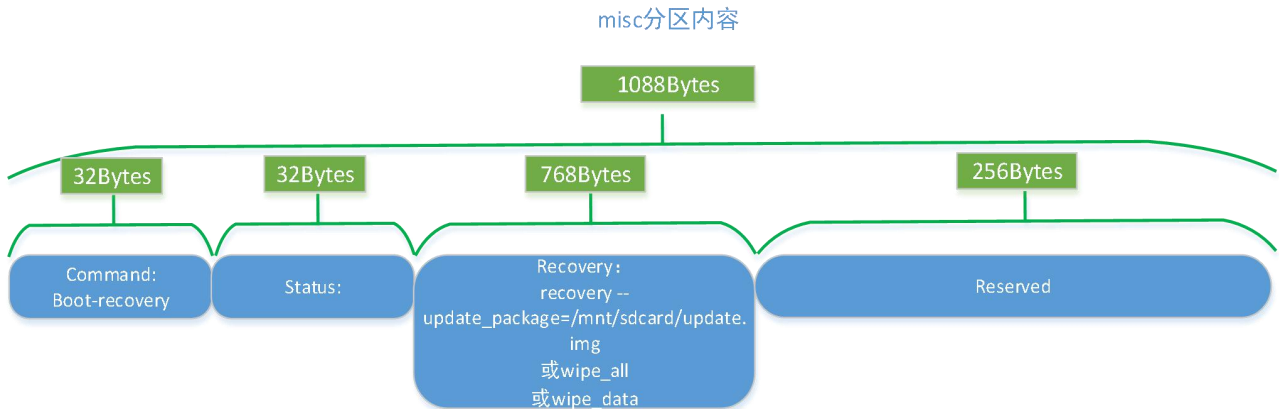 misc分区内容
1088Bytes
32Bytes
32Bytes
768Bytes
256Bytes
Command:
Boot-recovery
Status:
Recovery：
recovery --
update_package=/mnt/sdcard/update.
img
或wipe_all
或wipe_data
Reserved